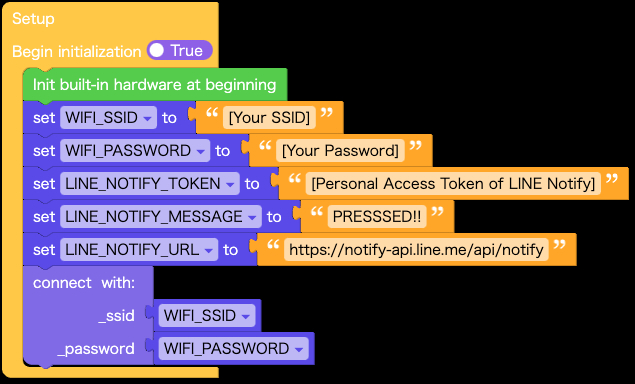 Setup
Begin initialization True
Init built-in hardware at beginning
set WIFI_SSID to “ [Your SSID] ”
set WIFI_PASSWORD to “ [Your Password] ”
set LINE_NOTIFY_TOKEN to “ [Personal Access Token of LINE Notify] ”
set LINE_NOTIFY_MESSAGE to “ PRESSSED!! ”
set LINE_NOTIFY_URL to “ https://notify-api.line.me/api/notify ”
connect with:
_ssid WIFI_SSID
_password WIFI_PASSWORD